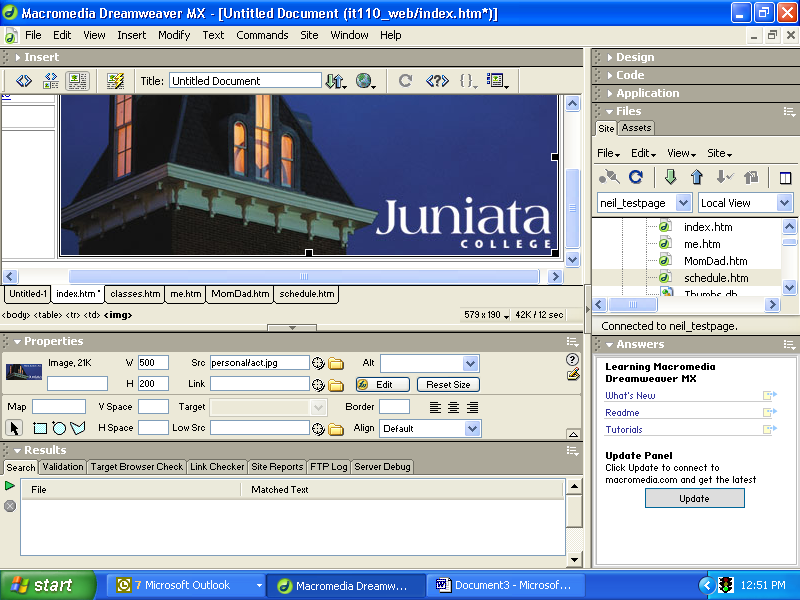 Macromedia Dreamweaver MX - [Untitled Document (it110_web/index.htm*)]
File Edit View Insert Modify Text Commands Site Window Help
Insert
Title: Untitled Document
Juniata
COLLEGE
Untitled-1 index.htm* classes.htm me.htm MomDad.htm schedule.htm
<body> <table> <tr> <td> <img> 579 x 190 42K / 12 sec
Properties
Image, 21K W 500 Src personal/act.jpg Alt
H 200 Link Edit Reset Size
Map V Space Target Border
H Space Low Src Align Default
Results
Search Validation Target Browser Check Link Checker Site Reports FTP Log Server Debug
File Matched Text
Design
Code
Application
Files
Site Assets
File Edit View Site
neil_testpage Local View
index.htm
me.htm
MomDad.htm
schedule.htm
Thumbs.db
Connected to neil_testpage.
Answers
Learning Macromedia
Dreamweaver MX
What's New
Readme
Tutorials
Update Panel
Click Update to connect to
macromedia.com and get the latest
Update
start 7 Microsoft Outlook Macromedia Dreamw... Document3 - Microsof... 12:51 PM